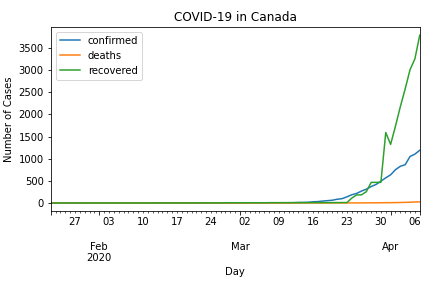 COVID-19 in Canada
confirmed
deaths
recovered
Number of Cases
3500
3000
2500
2000
1500
1000
500
0
27 03 10 17 24 02 09 16 23 30 06
Feb Mar Apr
2020
Day